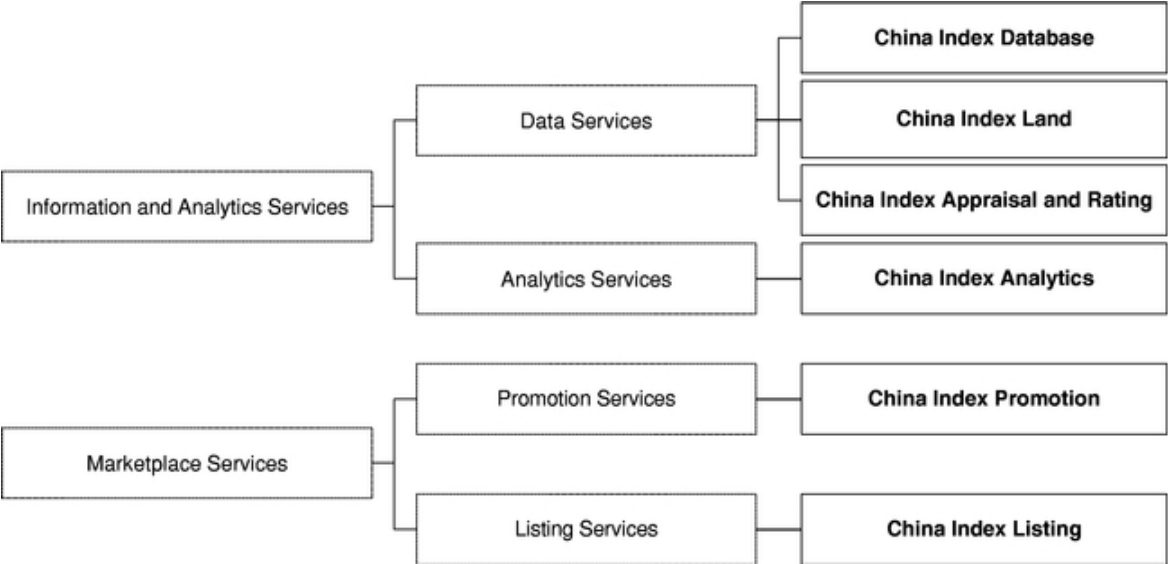 Information and Analytics Services
Data Services
China Index Database
China Index Land
China Index Appraisal and Rating
Analytics Services
China Index Analytics
Marketplace Services
Promotion Services
China Index Promotion
Listing Services
China Index Listing